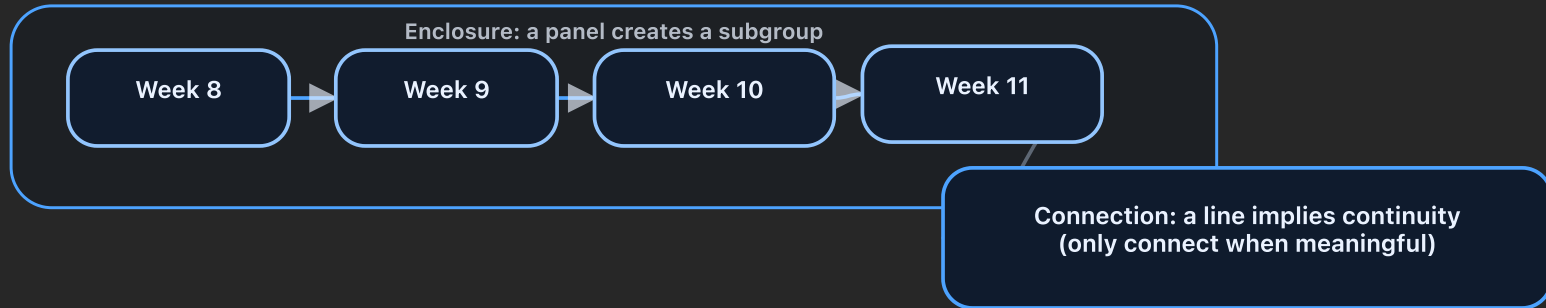 Enclosure: a panel creates a subgroup
Week 8
Week 9
Week 10
Week 11
Connection: a line implies continuity
(only connect when meaningful)